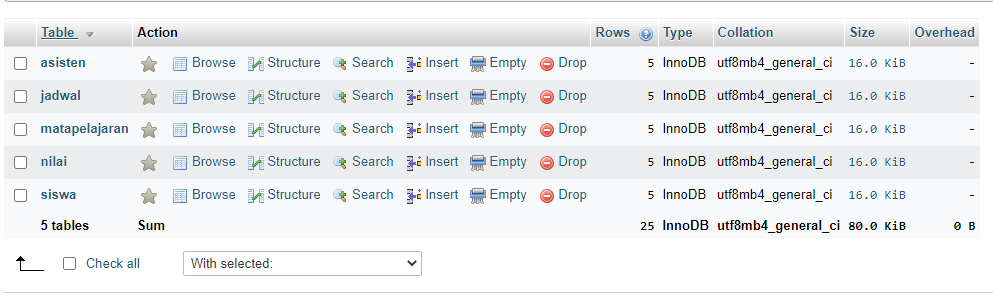 Table Action Rows Type Collation Size Overhead
asisten Browse Structure Search Insert Empty Drop 5 InnoDB utf8mb4_general_ci 16.0 KiB -
jadwal Browse Structure Search Insert Empty Drop 5 InnoDB utf8mb4_general_ci 16.0 KiB -
matapelajaran Browse Structure Search Insert Empty Drop 5 InnoDB utf8mb4_general_ci 16.0 KiB -
nilai Browse Structure Search Insert Empty Drop 5 InnoDB utf8mb4_general_ci 16.0 KiB -
siswa Browse Structure Search Insert Empty Drop 5 InnoDB utf8mb4_general_ci 16.0 KiB -
5 tables Sum 25 InnoDB utf8mb4_general_ci 80.0 KiB 0 B
Check all With selected: